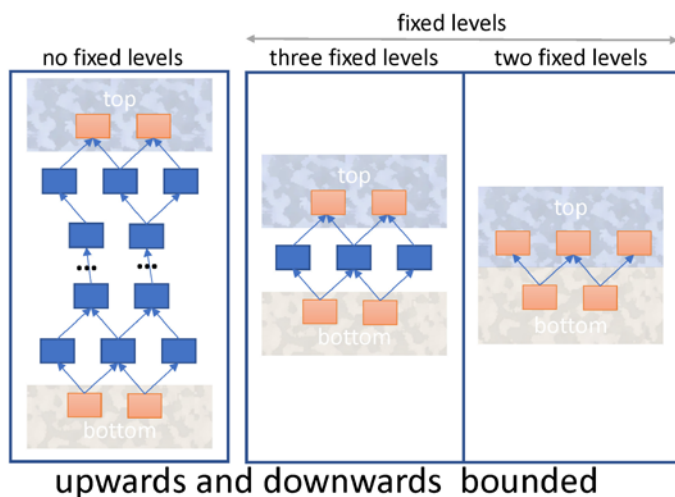 fixed levels
no fixed levels
three fixed levels
two fixed levels
top
top
top
...
...
bottom
bottom
bottom
upwards and downwards bounded